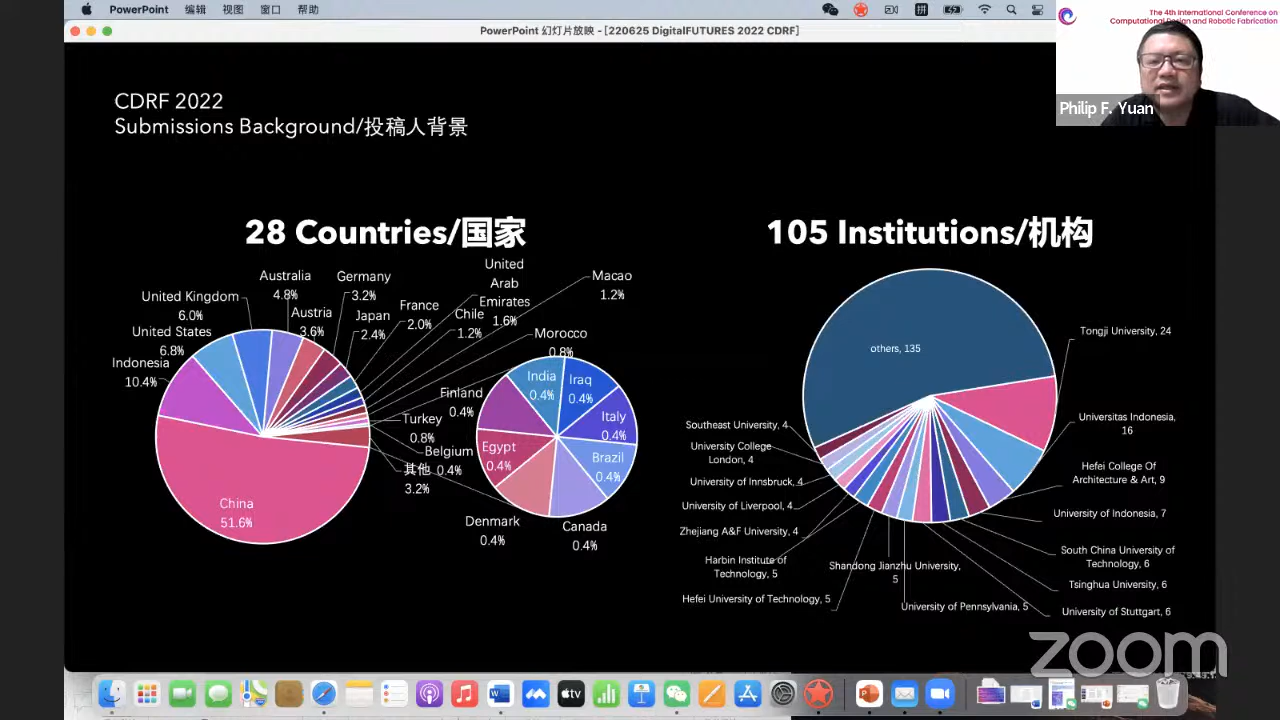 PowerPoint 编辑 视图 窗口 帮助
PowerPoint 幻灯片放映 - [220625 DigitalFUTURES 2022 CDRF]
The 4th International Conference on
Computational Design and Robotic Fabrication
Philip F. Yuan
CDRF 2022
Submissions Background/投稿人背景
28 Countries/国家
Australia
4.8%
Germany
3.2%
United
Arab
Emirates
1.6%
Macao
1.2%
United Kingdom
6.0%
Austria
3.6%
Japan
2.4%
France
2.0%
Chile
1.2%
United States
6.8%
Morocco
0.8%
Indonesia
10.4%
China
51.6%
Turkey
0.8%
Belgium
0.4%
其他
3.2%
Finland
0.4%
India
0.4%
Iraq
0.4%
Italy
0.4%
Brazil
0.4%
Egypt
0.4%
Denmark
0.4%
Canada
0.4%
105 Institutions/机构
others, 135
Tongji University, 24
Universitas Indonesia,
16
Hefei College Of
Architecture & Art, 9
University of Indonesia, 7
South China University of
Technology, 6
Tsinghua University, 6
University of Stuttgart, 6
University of Pennsylvania, 5
Shandong Jianzhu University,
5
Hefei University of Technology, 5
Harbin Institute of
Technology, 5
Zhejiang A&F University, 4
University of Liverpool, 4
University of Innsbruck, 4
University College
London, 4
Southeast University, 4
zoom
tv